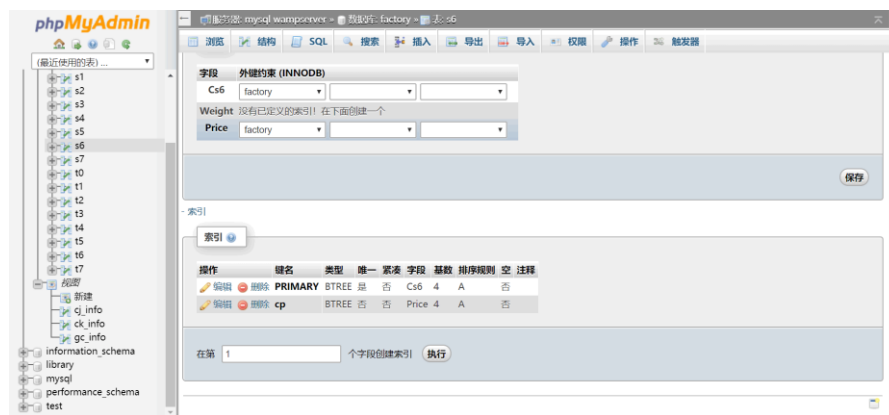 phpMyAdmin
(最近使用的表) ...
s1
s2
s3
s4
s5
s6
s7
t0
t1
t2
t3
t4
t5
t6
t7
视图
新建
cj_info
ck_info
gc_info
information_schema
library
mysql
performance_schema
test
服务器: mysql wampserver » 数据库: factory » 表: s6
浏览 结构 SQL 搜索 插入 导出 导入 权限 操作 触发器
字段 外键约束 (INNODB)
Cs6 factory
Weight 没有已定义的索引! 在下面创建一个
Price factory
保存
- 索引
索引
操作 键名 类型 唯一 紧凑 字段 基数 排序规则 空 注释
编辑 删除 PRIMARY BTREE 是 否 Cs6 4 A 否
编辑 删除 cp BTREE 否 否 Price 4 A 否
在第 1 个字段创建索引 执行